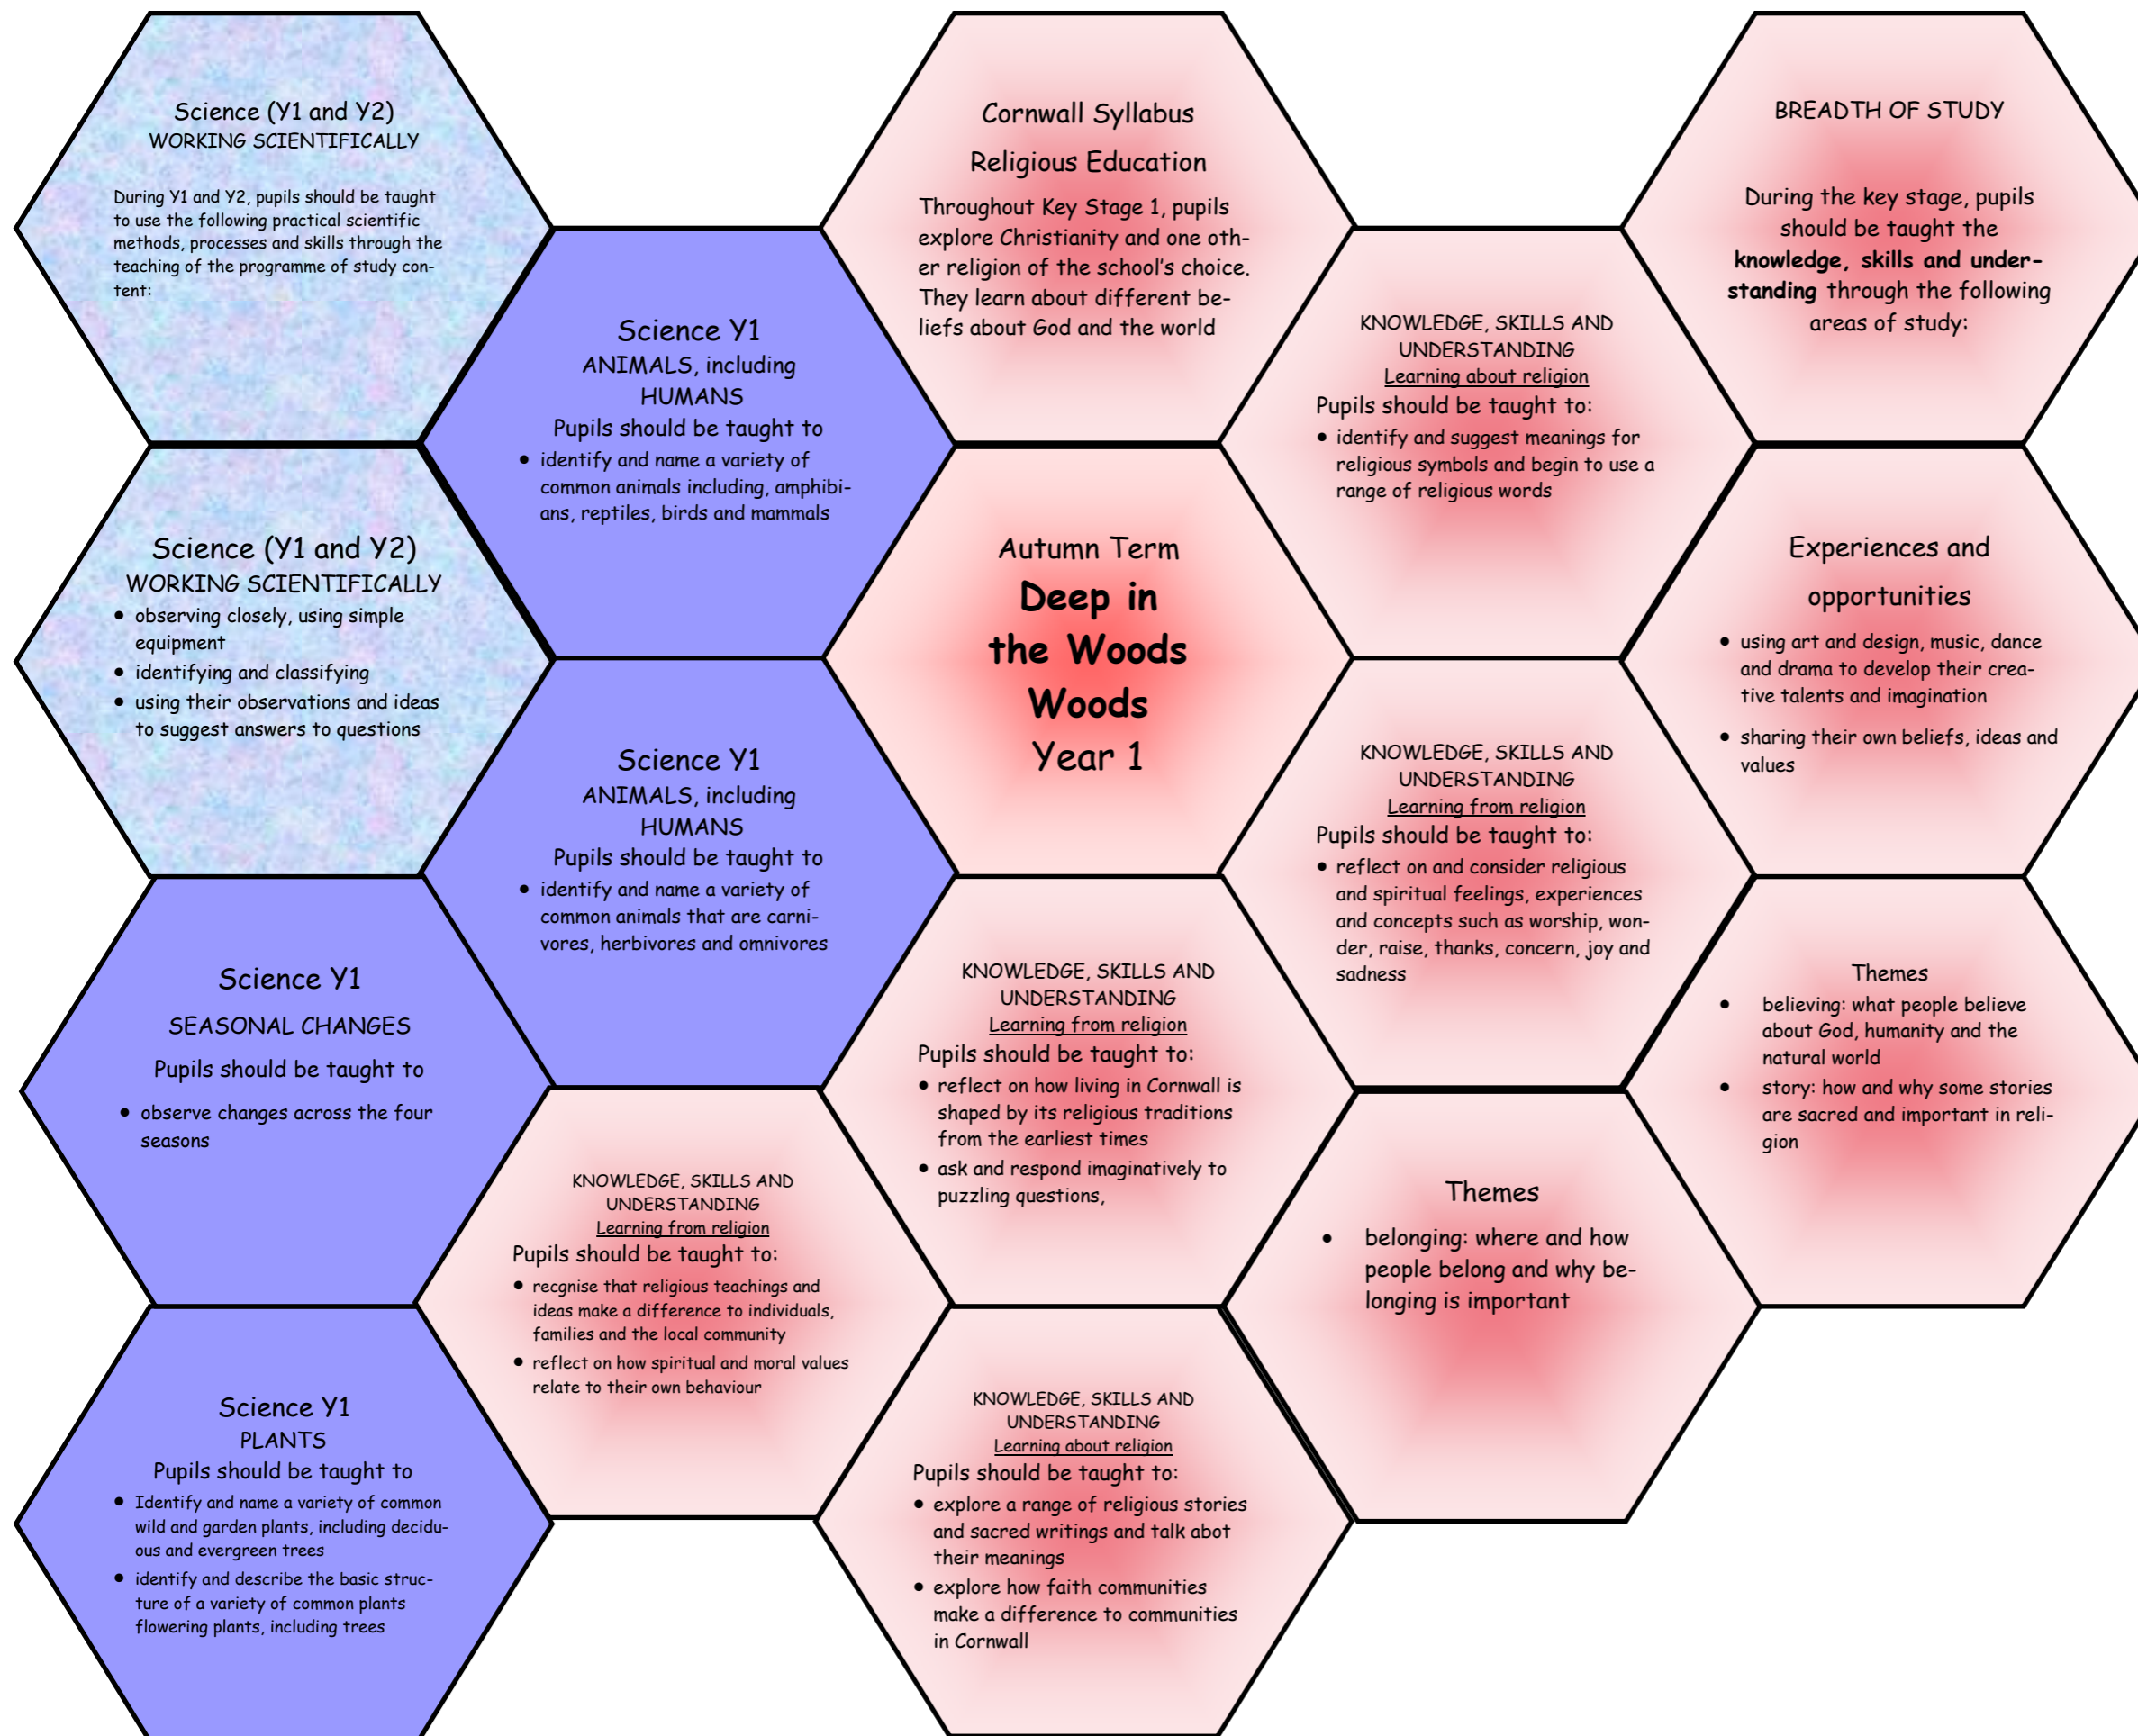 Science (Y1 and Y2)
WORKING SCIENTIFICALLY
During Y1 and Y2, pupils should be taught
to use the following practical scientific
methods, processes and skills through the
teaching of the programme of study con-
tent:
Science (Y1 and Y2)
WORKING SCIENTIFICALLY
• observing closely, using simple
equipment
• identifying and classifying
• using their observations and ideas
to suggest answers to questions
Science Y1
SEASONAL CHANGES
Pupils should be taught to
• observe changes across the four
seasons
Science Y1
PLANTS
Pupils should be taught to
• Identify and name a variety of common
wild and garden plants, including decidu-
ous and evergreen trees
• identify and describe the basic struc-
ture of a variety of common plants
flowering plants, including trees
Science Y1
ANIMALS, including
HUMANS
Pupils should be taught to
• identify and name a variety of
common animals including, amphibi-
ans, reptiles, birds and mammals
Science Y1
ANIMALS, including
HUMANS
Pupils should be taught to
• identify and name a variety of
common animals that are carni-
vores, herbivores and omnivores
KNOWLEDGE, SKILLS AND
UNDERSTANDING
Learning from religion
Pupils should be taught to:
• recgnise that religious teachings and
ideas make a difference to individuals,
families and the local community
• reflect on how spiritual and moral values
relate to their own behaviour
Cornwall Syllabus
Religious Education
Throughout Key Stage 1, pupils
explore Christianity and one oth-
er religion of the school's choice.
They learn about different be-
liefs about God and the world
Autumn Term
Deep in
the Woods
Woods
Year 1
KNOWLEDGE, SKILLS AND
UNDERSTANDING
Learning from religion
Pupils should be taught to:
• reflect on how living in Cornwall is
shaped by its religious traditions
from the earliest times
• ask and respond imaginatively to
puzzling questions,
KNOWLEDGE, SKILLS AND
UNDERSTANDING
Learning about religion
Pupils should be taught to:
• explore a range of religious stories
and sacred writings and talk abot
their meanings
• explore how faith communities
make a difference to communities
in Cornwall
KNOWLEDGE, SKILLS AND
UNDERSTANDING
Learning about religion
Pupils should be taught to:
• identify and suggest meanings for
religious symbols and begin to use a
range of religious words
KNOWLEDGE, SKILLS AND
UNDERSTANDING
Learning from religion
Pupils should be taught to:
• reflect on and consider religious
and spiritual feelings, experiences
and concepts such as worship, won-
der, raise, thanks, concern, joy and
sadness
Themes
• belonging: where and how
people belong and why be-
longing is important
BREADTH OF STUDY
During the key stage, pupils
should be taught the
knowledge, skills and under-
standing through the following
areas of study:
Experiences and
opportunities
• using art and design, music, dance
and drama to develop their crea-
tive talents and imagination
• sharing their own beliefs, ideas and
values
Themes
• believing: what people believe
about God, humanity and the
natural world
• story: how and why some stories
are sacred and important in reli-
gion